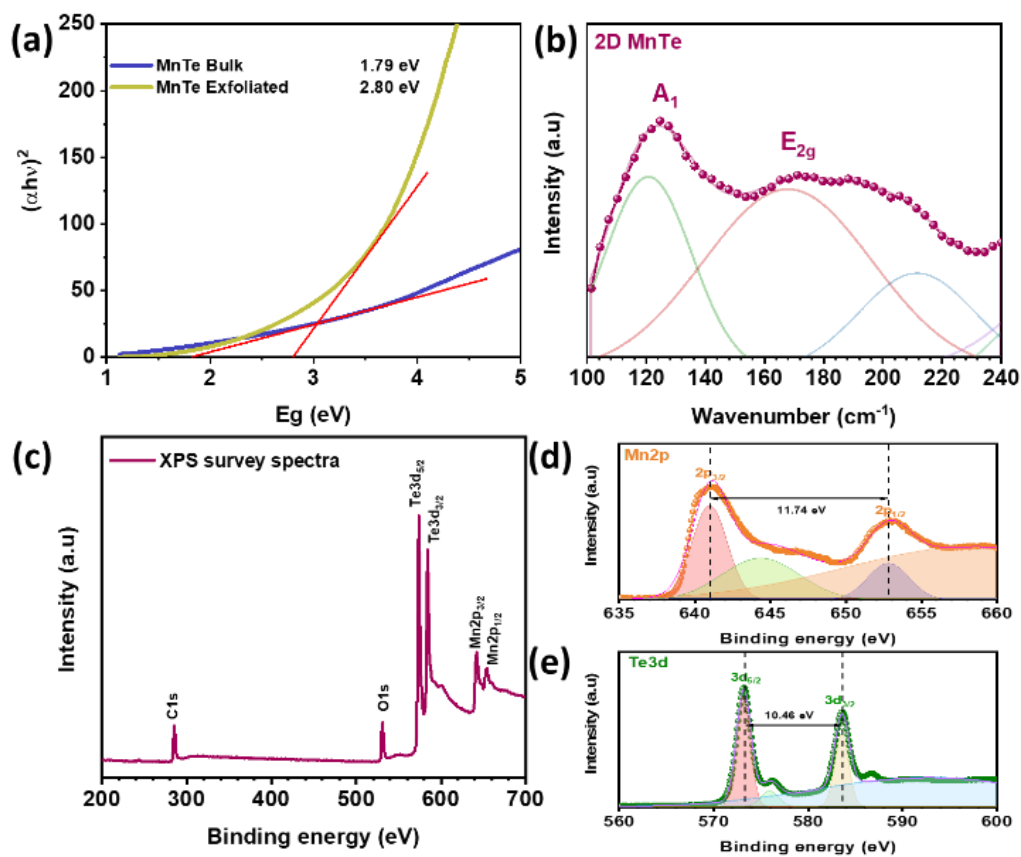 (a)
250
200
150
100
50
0
(αhν)²
MnTe Bulk 1.79 eV
MnTe Exfoliated 2.80 eV
1 2 3 4 5
Eg (eV)
(b)
2D MnTe
A₁
E₂g
Intensity (a.u)
100 120 140 160 180 200 220 240
Wavenumber (cm⁻¹)
(c)
XPS survey spectra
Te3d₅/₂
Te3d₃/₂
Mn2p₃/₂
Mn2p₁/₂
C1s
O1s
Intensity (a.u)
200 300 400 500 600 700
Binding energy (eV)
(d)
Mn2p
2p₃/₂
2p₁/₂
11.74 eV
Intensity (a.u)
635 640 645 650 655 660
Binding energy (eV)
(e)
Te3d
3d₅/₂
3d₃/₂
10.46 eV
Intensity (a.u)
560 570 580 590 600
Binding energy (eV)